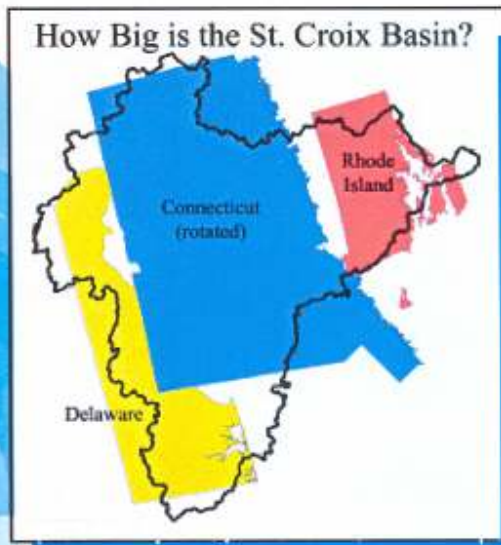 How Big is the St. Croix Basin?
Rhode
Island
Connecticut
(rotated)
Delaware